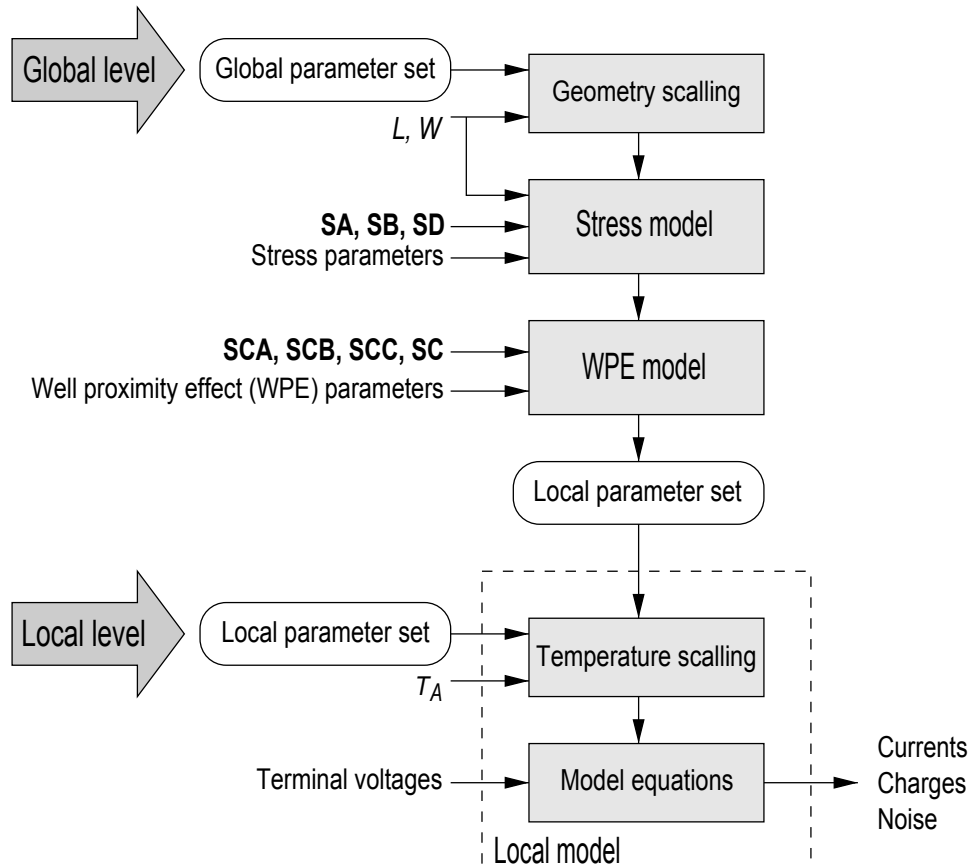 Global level
Global parameter set
L, W
Geometry scalling
SA, SB, SD
Stress parameters
Stress model
SCA, SCB, SCC, SC
Well proximity effect (WPE) parameters
WPE model
Local parameter set
Local level
Local parameter set
T_A
Temperature scalling
Terminal voltages
Model equations
Currents
Charges
Noise
Local model